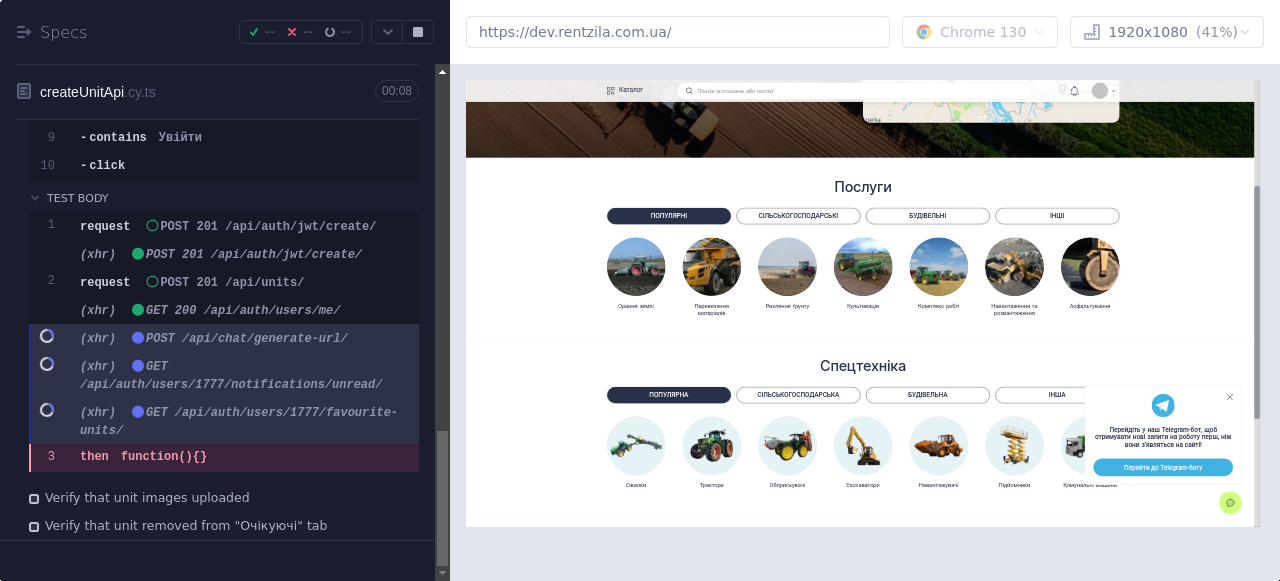 Specs
--
--
--
createUnitApi.cy.ts
00:08
9 -contains Увійти
10 -click
TEST BODY
1 request POST 201 /api/auth/jwt/create/
(xhr) POST 201 /api/auth/jwt/create/
2 request POST 201 /api/units/
(xhr) GET 200 /api/auth/users/me/
(xhr) POST /api/chat/generate-url/
(xhr) GET
/api/auth/users/1777/notifications/unread/
(xhr) GET /api/auth/users/1777/favourite-
units/
3 then function(){}
Verify that unit images uploaded
Verify that unit removed from "Очікуючі" tab
https://dev.rentzila.com.ua/
Chrome 130
1920x1080 (41%)
Каталог
Пошук оголошень або послуг
Послуги
ПОПУЛЯРНІ
СІЛЬСЬКОГОСПОДАРСЬКІ
БУДІВЕЛЬНІ
ІНШІ
Орання землі
Перевезення
матеріалів
Рихлення ґрунту
Культивація
Комплекс робіт
Навантаження та
розвантаження
Асфальтування
Спецтехніка
ПОПУЛЯРНА
СІЛЬСЬКОГОСПОДАРСЬКА
БУДІВЕЛЬНА
ІНША
Сівалки
Трактори
Обприскувачі
Екскаватори
Навантажувачі
Підйомники
Комунальні машини
Перейдіть у наш Telegram-бот, щоб
отримувати нові запити на роботу перш, ніж
вони з'являться на сайті!
Перейти до Telegram-боту